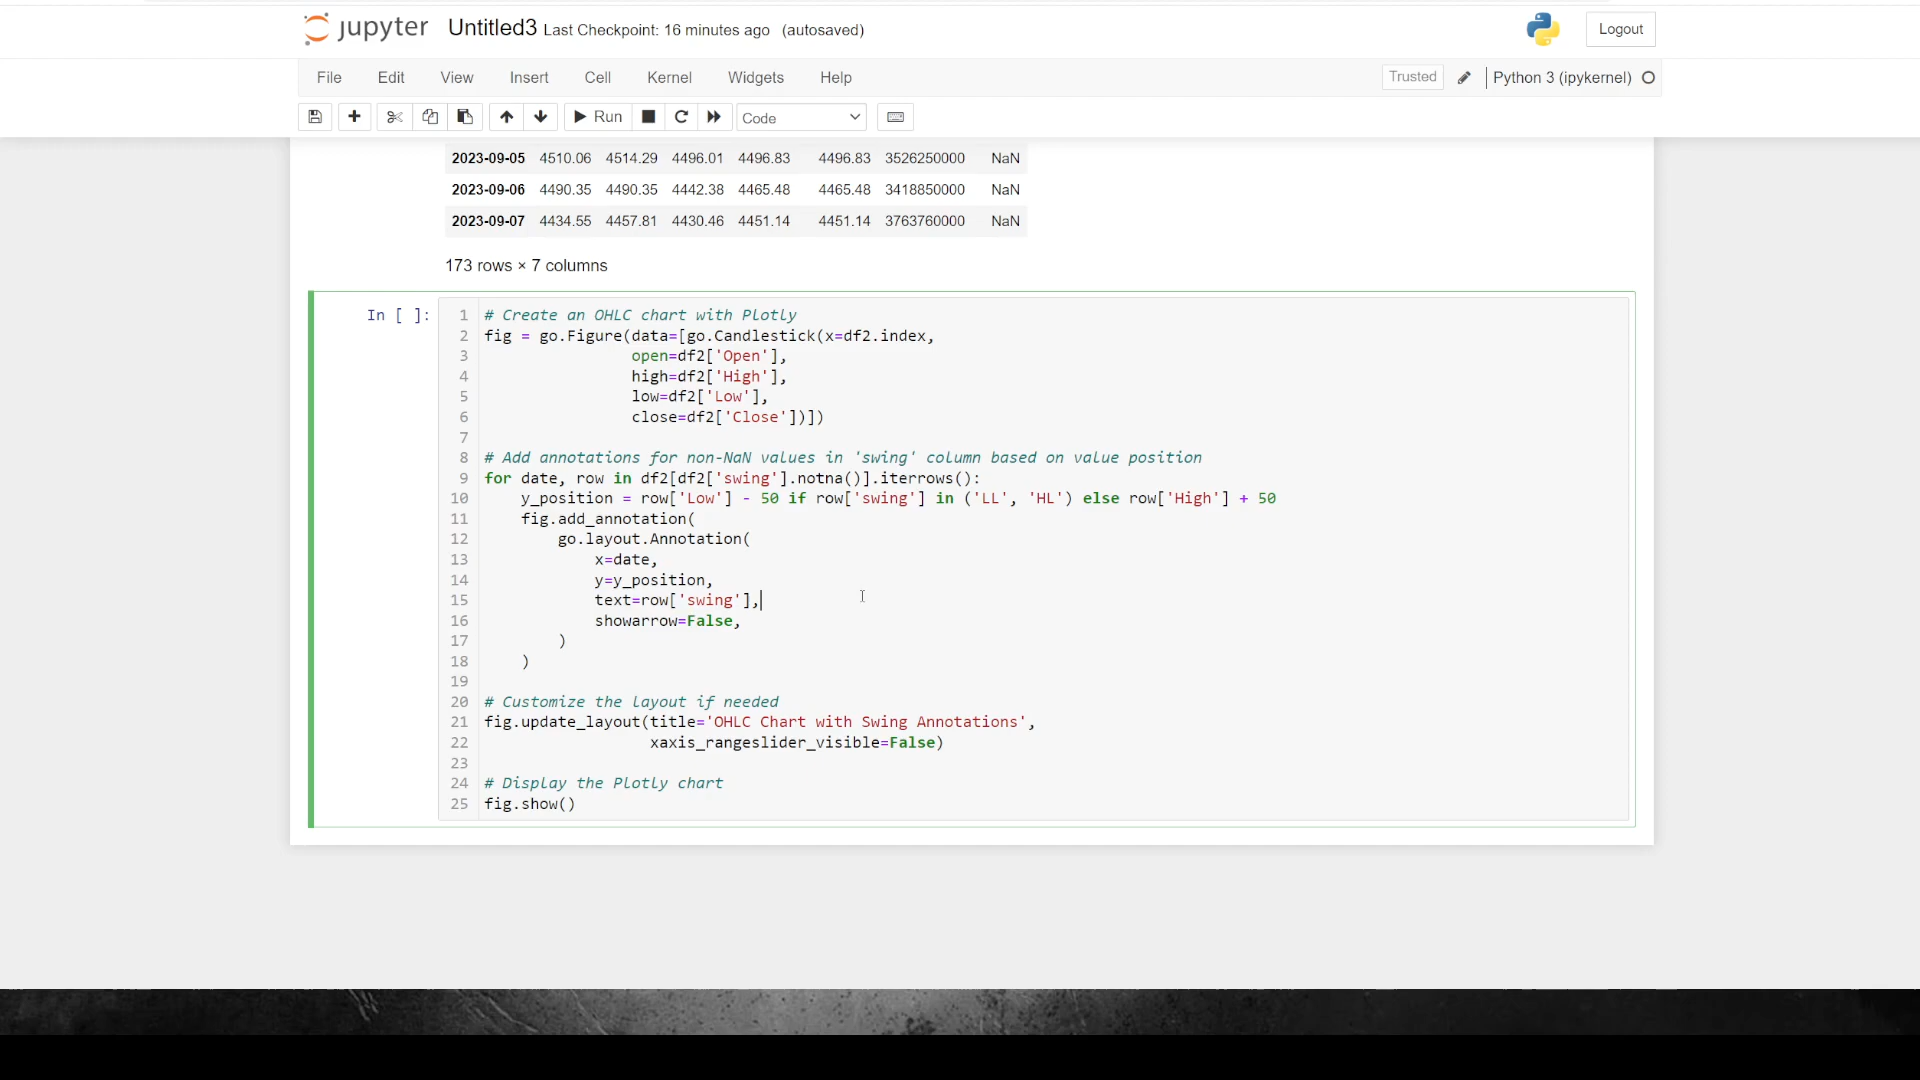 jupyter Untitled3 Last Checkpoint: 16 minutes ago (autosaved) Logout
File Edit View Insert Cell Kernel Widgets Help Trusted Python 3 (ipykernel)
Run Code
2023-09-05 4510.06 4514.29 4496.01 4496.83 4496.83 3526250000 NaN
2023-09-06 4490.35 4490.35 4442.38 4465.48 4465.48 3418850000 NaN
2023-09-07 4434.55 4457.81 4430.46 4451.14 4451.14 3763760000 NaN
173 rows × 7 columns
In [ ]: 1 # Create an OHLC chart with Plotly
2 fig = go.Figure(data=[go.Candlestick(x=df2.index,
3 open=df2['Open'],
4 high=df2['High'],
5 low=df2['Low'],
6 close=df2['Close'])])
7
8 # Add annotations for non-NaN values in 'swing' column based on value position
9 for date, row in df2[df2['swing'].notna()].iterrows():
10 y_position = row['Low'] - 50 if row['swing'] in ('LL', 'HL') else row['High'] + 50
11 fig.add_annotation(
12 go.layout.Annotation(
13 x=date,
14 y=y_position,
15 text=row['swing'],
16 showarrow=False,
17 )
18 )
19
20 # Customize the layout if needed
21 fig.update_layout(title='OHLC Chart with Swing Annotations',
22 xaxis_rangeslider_visible=False)
23
24 # Display the Plotly chart
25 fig.show()